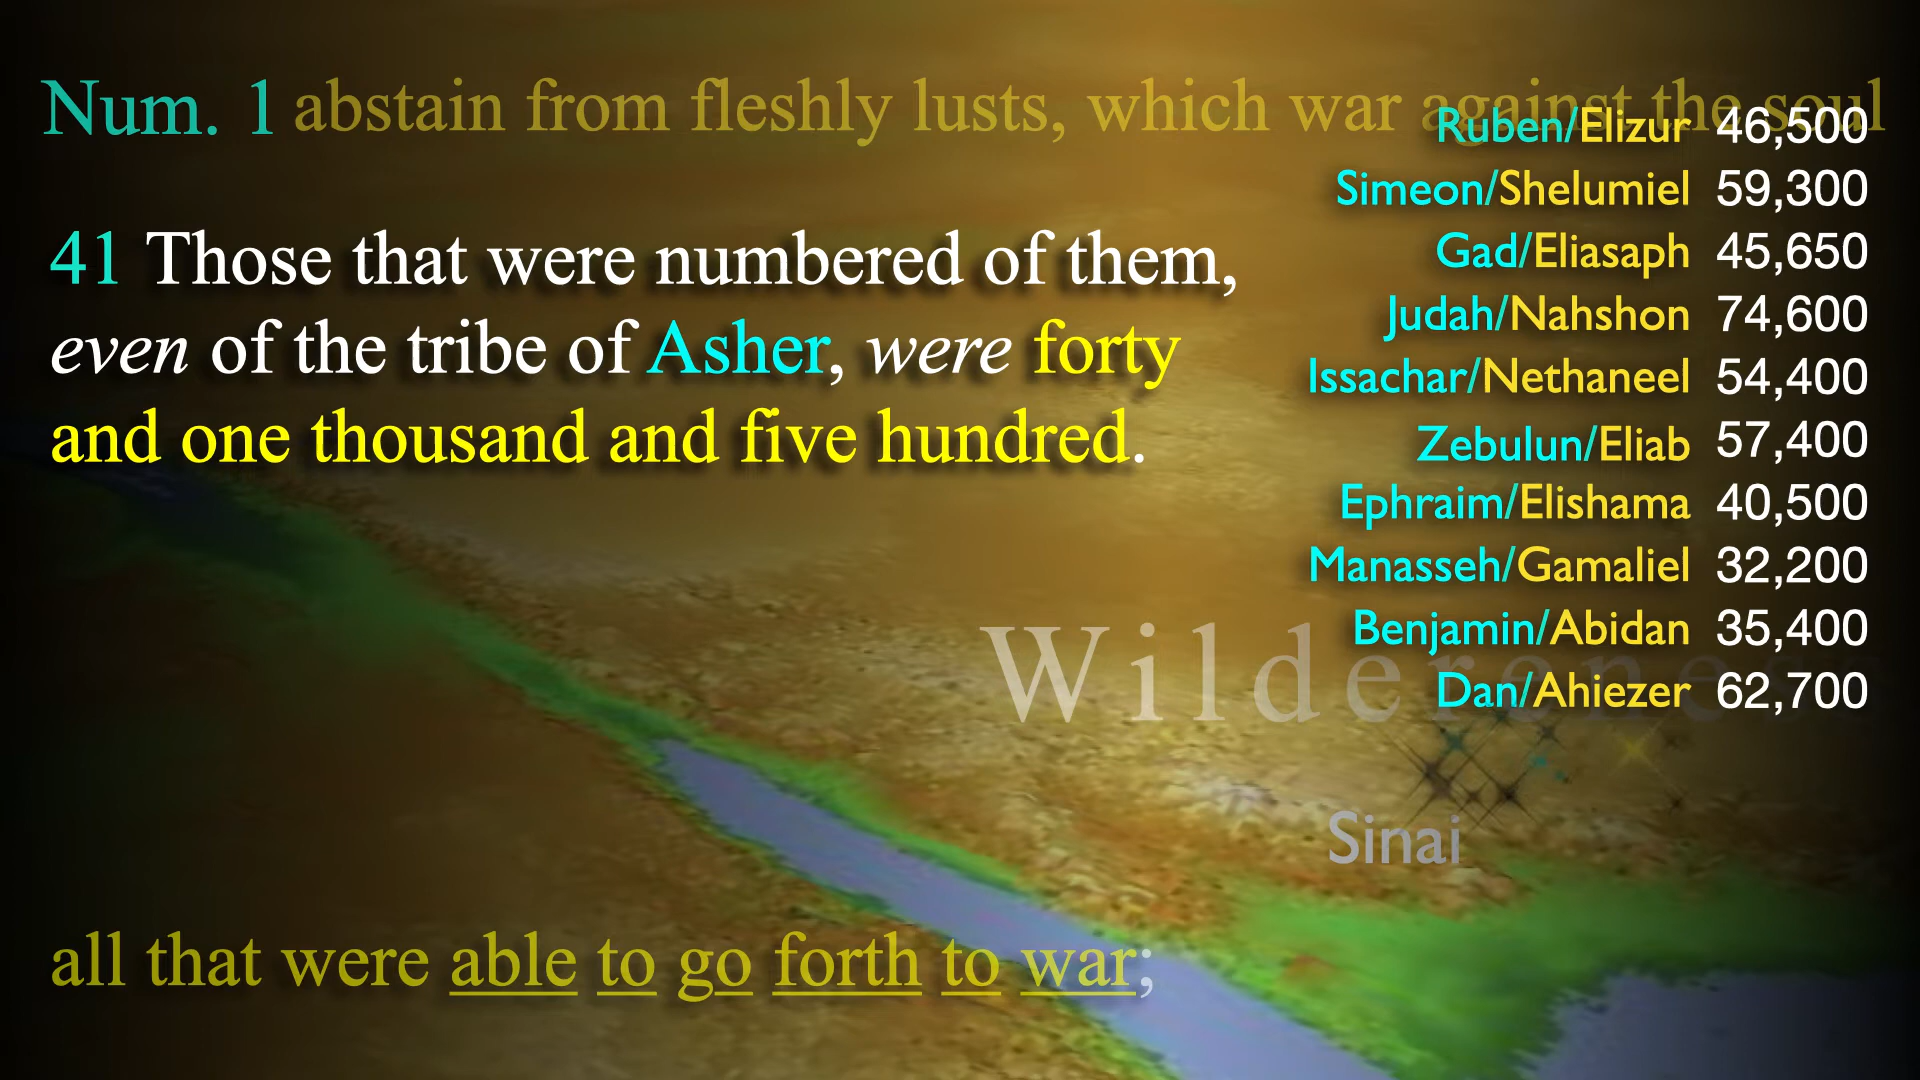 Num. 1 abstain from fleshly lusts, which war against the soul
41 Those that were numbered of them,
even of the tribe of Asher, were forty
and one thousand and five hundred.
Ruben/Elizur 46,500
Simeon/Shelumiel 59,300
Gad/Eliasaph 45,650
Judah/Nahshon 74,600
Issachar/Nethaneel 54,400
Zebulun/Eliab 57,400
Ephraim/Elishama 40,500
Manasseh/Gamaliel 32,200
Benjamin/Abidan 35,400
Dan/Ahiezer 62,700
Wilderness
Sinai
all that were able to go forth to war;